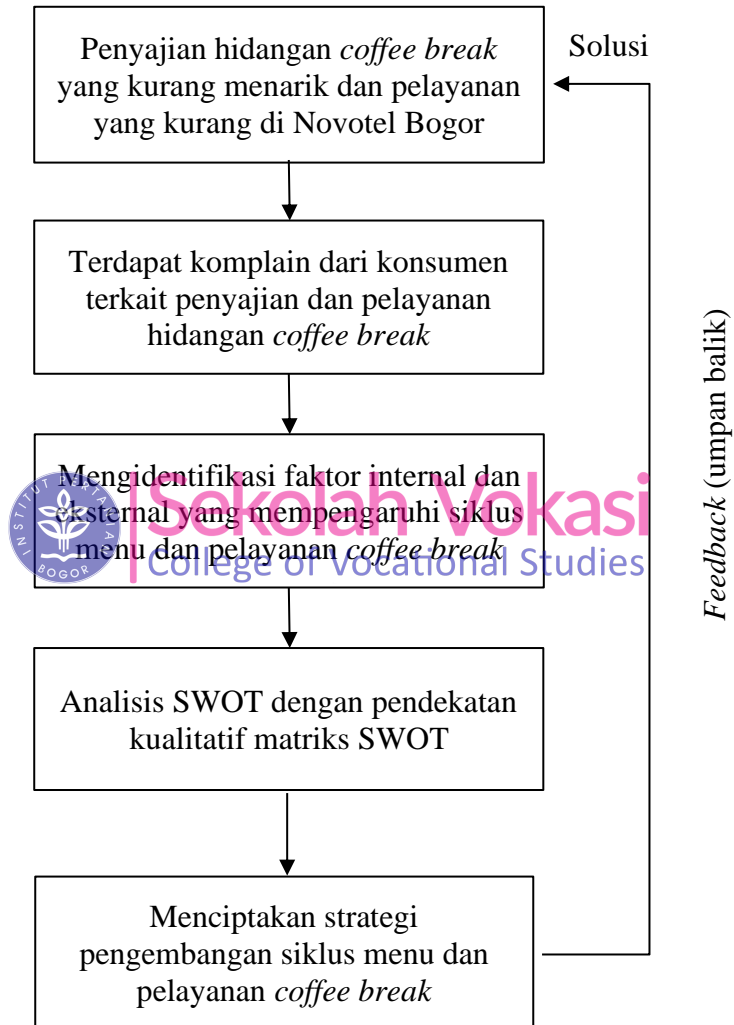 Penyajian hidangan coffee break
yang kurang menarik dan pelayanan
yang kurang di Novotel Bogor
Solusi
Terdapat komplain dari konsumen
terkait penyajian dan pelayanan
hidangan coffee break
Feedback (umpan balik)
Mengidentifikasi faktor internal dan
eksternal yang mempengaruhi siklus
menu dan pelayanan coffee break
INSTITUT PERTANIAN
BOGOR
Sekolah Vokasi
College of Vocational Studies
Analisis SWOT dengan pendekatan
kualitatif matriks SWOT
Menciptakan strategi
pengembangan siklus menu dan
pelayanan coffee break